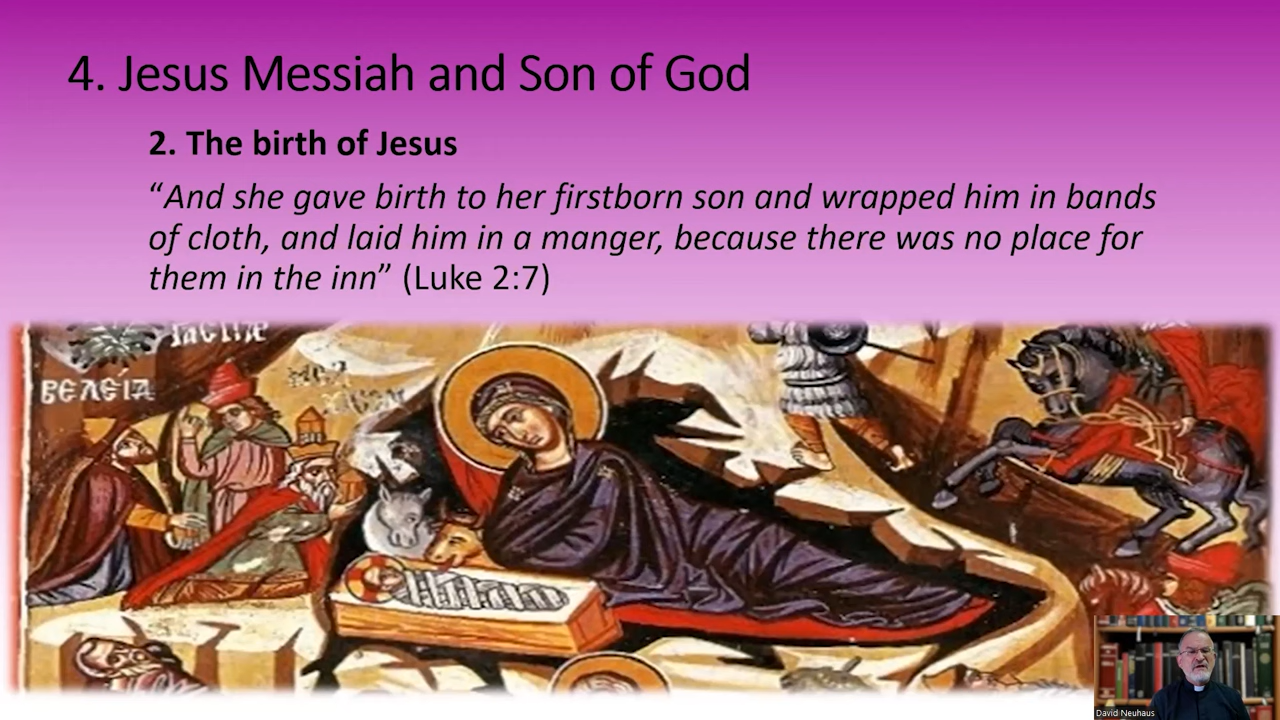 4. Jesus Messiah and Son of God
2. The birth of Jesus
“And she gave birth to her firstborn son and wrapped him in bands
of cloth, and laid him in a manger, because there was no place for
them in the inn” (Luke 2:7)
ΒΕΛΕΊΑ
David Neuhaus